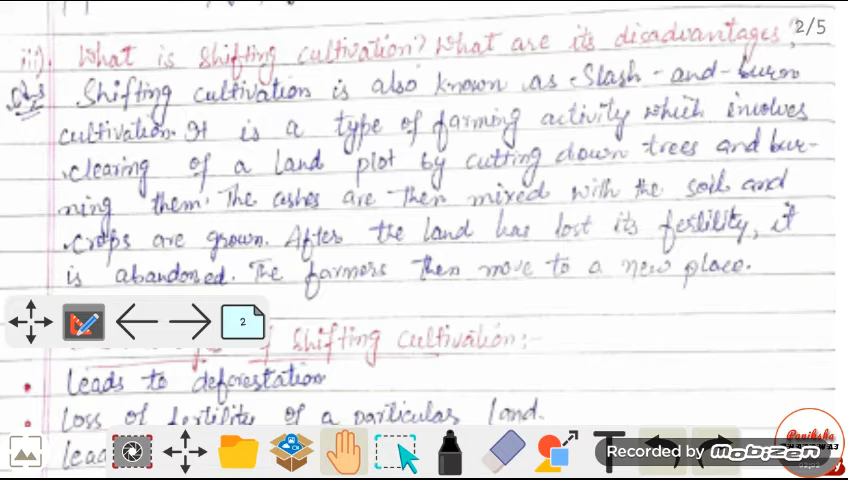 iii). What is shifting cultivation? What are its disadvantages?
2/5
Shifting cultivation is also known as Slash-and-burn
cultivation. It is a type of farming activity which involves
clearing of a land plot by cutting down trees and bur-
ning them. The ashes are then mixed with the soil and
crops are grown. After the land has lost its fertility, it
is abandoned. The farmers then move to a new place.
2
of shifting cultivation:-
• Leads to deforestation
• Loss of fertility of a particular land.
T
Recorded by
mobizen